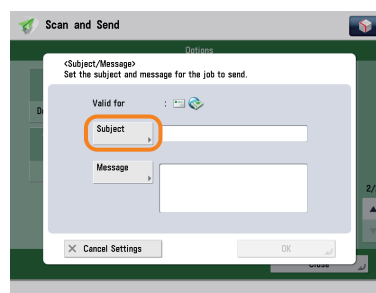 Scan and Send
Options
<Subject/Message>
Set the subject and message for the job to send.
Valid for :
Subject
Message
2/
Cancel Settings
OK
Close